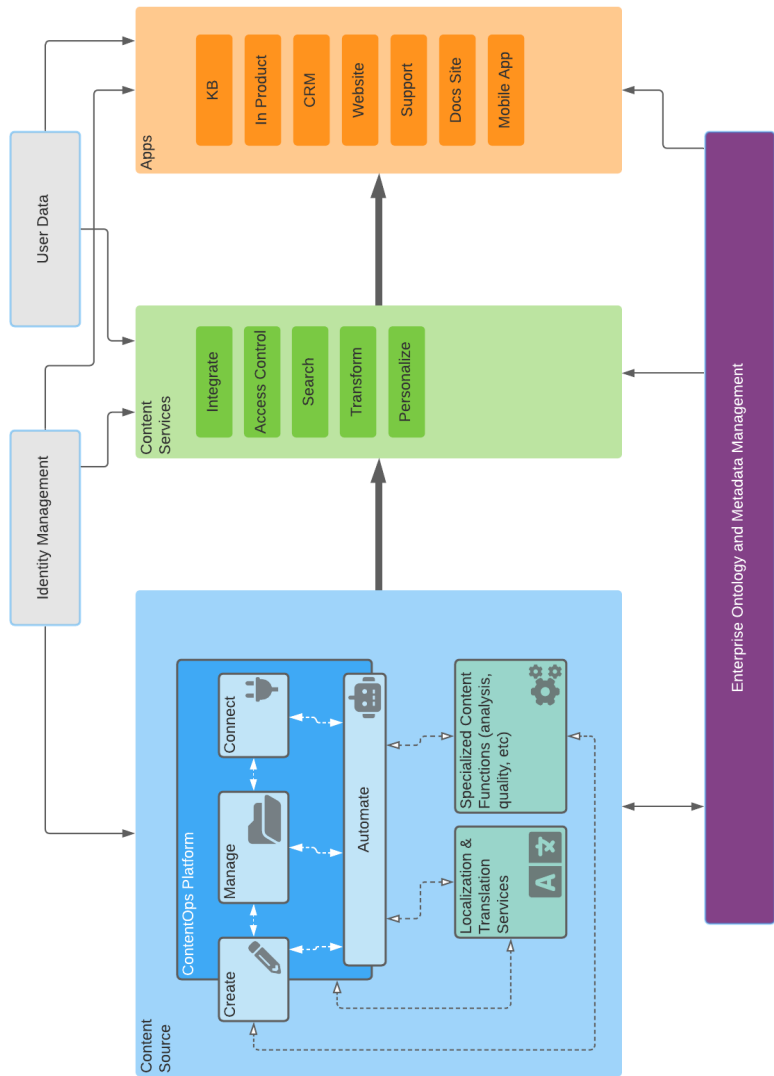 Identity Management
User Data
Content
Source
ContentOps Platform
Create
Manage
Connect
Automate
Localization &
Translation
Services
A
Specialized Content
Functions (analysis,
quality, etc)
Content
Services
Integrate
Access Control
Search
Transform
Personalize
Apps
KB
In Product
CRM
Website
Support
Docs Site
Mobile App
Enterprise Ontology and Metadata Management